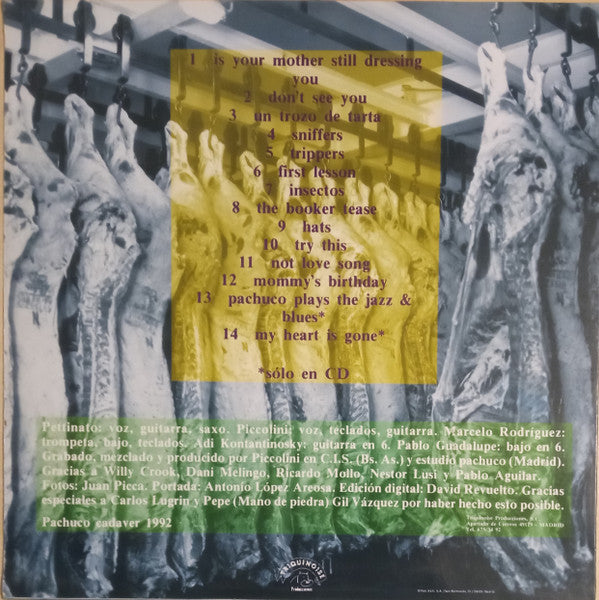 1 is your mother still dressing
you
2 don't see you
3 un trozo de tarta
4 sniffers
5 trippers
6 first lesson
7 insectos
8 the booker tease
9 hats
10 try this
11 not love song
12 mommy's birthday
13 pachuco plays the jazz &
blues*
14 my heart is gone*
*sólo en CD
Pettinato: voz, guitarra, saxo. Piccolini: voz, teclados, guitarra. Marcelo Rodríguez:
trompeta, bajo, teclados. Adi Kontantinosky: guitarra en 6. Pablo Guadalupe: bajo en 6.
Grabado, mezclado y producido por Piccolini en C.I.S. (Bs. As.) y estudio pachuco (Madrid).
Gracias a Willy Crook, Dani Melingo, Ricardo Mollo, Nestor Lusi y Pablo Aguilar.
Fotos: Juan Picca. Portada: Antonio López Areosa. Edición digital: David Revuelto. Gracias
especiales a Carlos Lugrin y Pepe (Mano de piedra) Gil Vázquez por haber hecho esto posible.
Pachuco cadaver 1992
Triquinoise Producciones, S.L.
Apartado de Correos - MADRID
TRIQUINOISE
Producciones